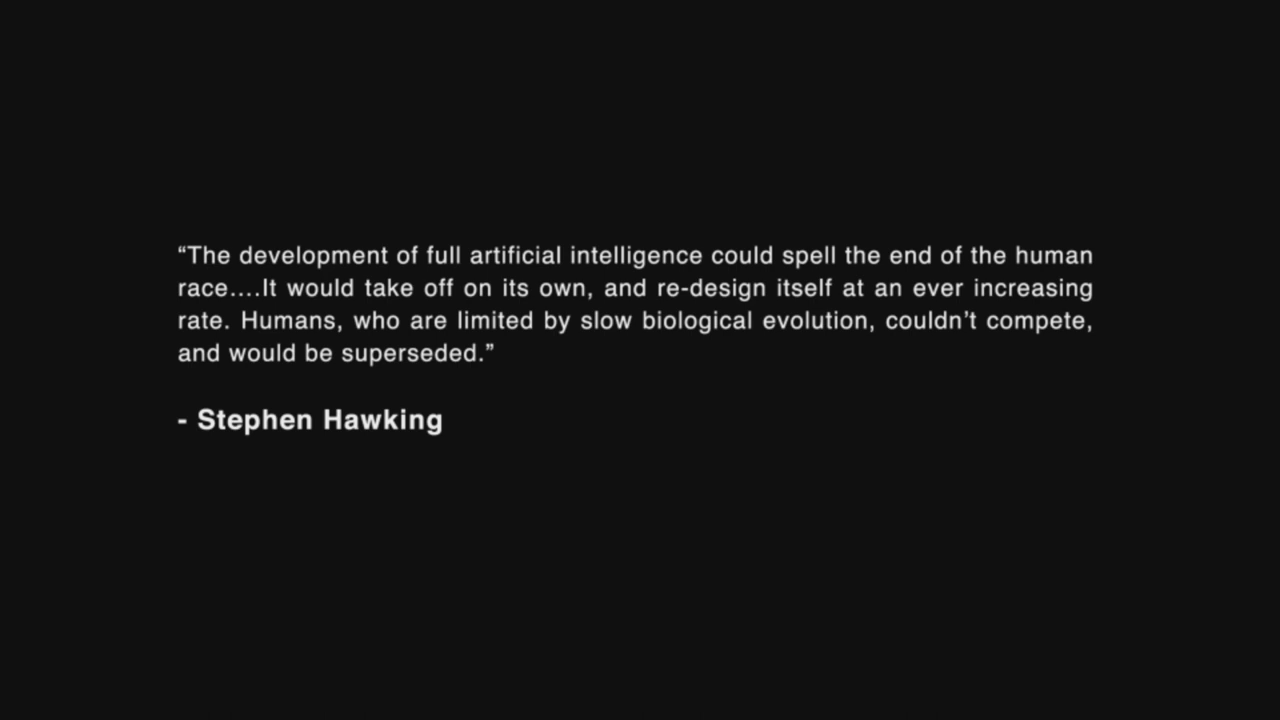 “The development of full artificial intelligence could spell the end of the human
race....It would take off on its own, and re-design itself at an ever increasing
rate. Humans, who are limited by slow biological evolution, couldn’t compete,
and would be superseded.”
- Stephen Hawking